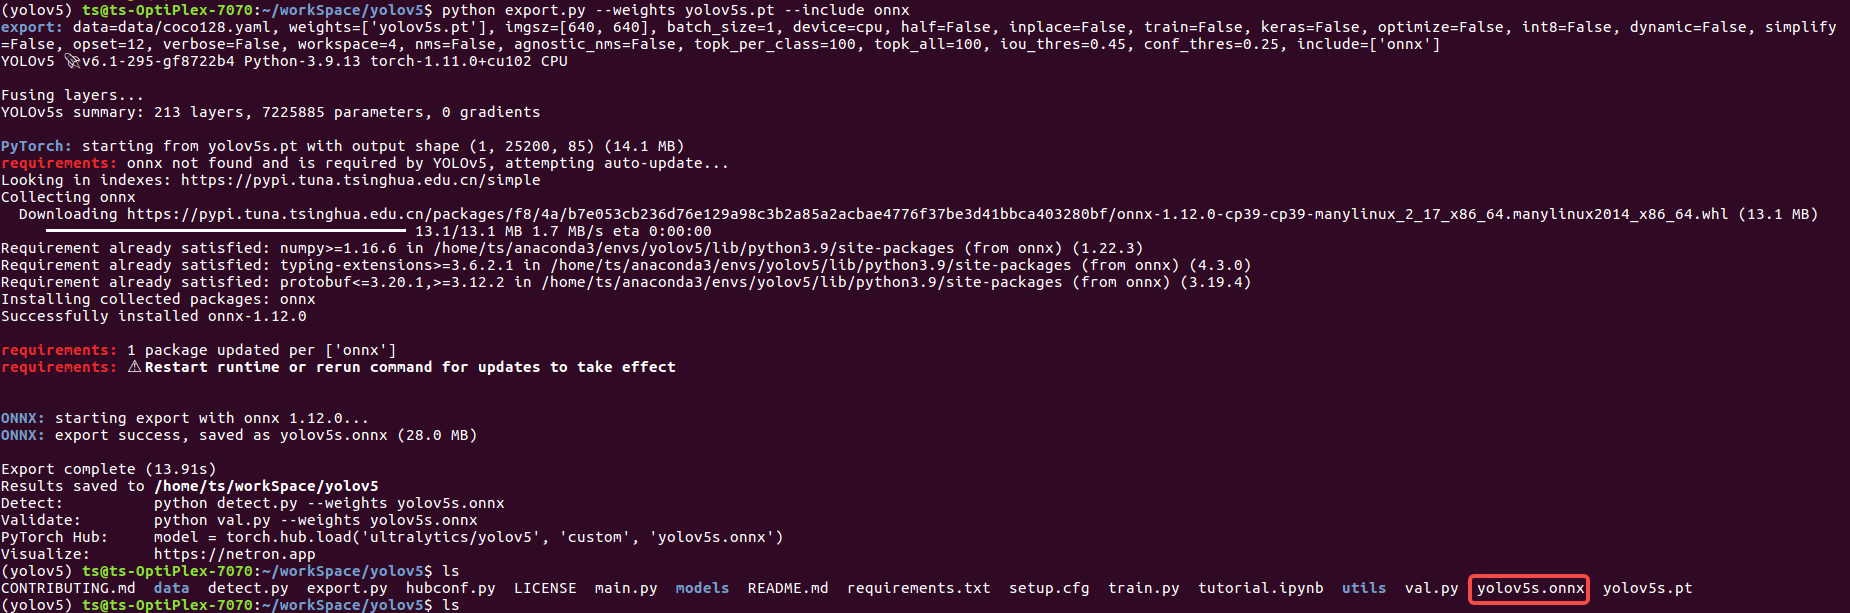 (yolov5) ts@ts-OptiPlex-7070:~/workSpace/yolov5$ python export.py --weights yolov5s.pt --include onnx
export: data=data/coco128.yaml, weights=['yolov5s.pt'], imgsz=[640, 640], batch_size=1, device=cpu, half=False, inplace=False, train=False, keras=False, optimize=False, int8=False, dynamic=False, simplify
=False, opset=12, verbose=False, workspace=4, nms=False, agnostic_nms=False, topk_per_class=100, topk_all=100, iou_thres=0.45, conf_thres=0.25, include=['onnx']
YOLOv5 🚀 v6.1-295-gf8722b4 Python-3.9.13 torch-1.11.0+cu102 CPU
Fusing layers...
YOLOv5s summary: 213 layers, 7225885 parameters, 0 gradients
PyTorch: starting from yolov5s.pt with output shape (1, 25200, 85) (14.1 MB)
requirements: onnx not found and is required by YOLOv5, attempting auto-update...
Looking in indexes: https://pypi.tuna.tsinghua.edu.cn/simple
Collecting onnx
  Downloading https://pypi.tuna.tsinghua.edu.cn/packages/f8/4a/b7e053cb236d76e129a98c3b2a85a2acbae4776f37be3d41bbca403280bf/onnx-1.12.0-cp39-cp39-manylinux_2_17_x86_64.manylinux2014_x86_64.whl (13.1 MB)
13.1/13.1 MB 1.7 MB/s eta 0:00:00
Requirement already satisfied: numpy>=1.16.6 in /home/ts/anaconda3/envs/yolov5/lib/python3.9/site-packages (from onnx) (1.22.3)
Requirement already satisfied: typing-extensions>=3.6.2.1 in /home/ts/anaconda3/envs/yolov5/lib/python3.9/site-packages (from onnx) (4.3.0)
Requirement already satisfied: protobuf<=3.20.1,>=3.12.2 in /home/ts/anaconda3/envs/yolov5/lib/python3.9/site-packages (from onnx) (3.19.4)
Installing collected packages: onnx
Successfully installed onnx-1.12.0
requirements: 1 package updated per ['onnx']
requirements: ⚠ Restart runtime or rerun command for updates to take effect
ONNX: starting export with onnx 1.12.0...
ONNX: export success, saved as yolov5s.onnx (28.0 MB)
Export complete (13.91s)
Results saved to /home/ts/workSpace/yolov5
Detect:          python detect.py --weights yolov5s.onnx
Validate:        python val.py --weights yolov5s.onnx
PyTorch Hub:     model = torch.hub.load('ultralytics/yolov5', 'custom', 'yolov5s.onnx')
Visualize:       https://netron.app
(yolov5) ts@ts-OptiPlex-7070:~/workSpace/yolov5$ ls
CONTRIBUTING.md  data  detect.py  export.py  hubconf.py  LICENSE  main.py  models  README.md  requirements.txt  setup.cfg  train.py  tutorial.ipynb  utils  val.py  yolov5s.onnx  yolov5s.pt
(yolov5) ts@ts-OptiPlex-7070:~/workSpace/yolov5$ ls